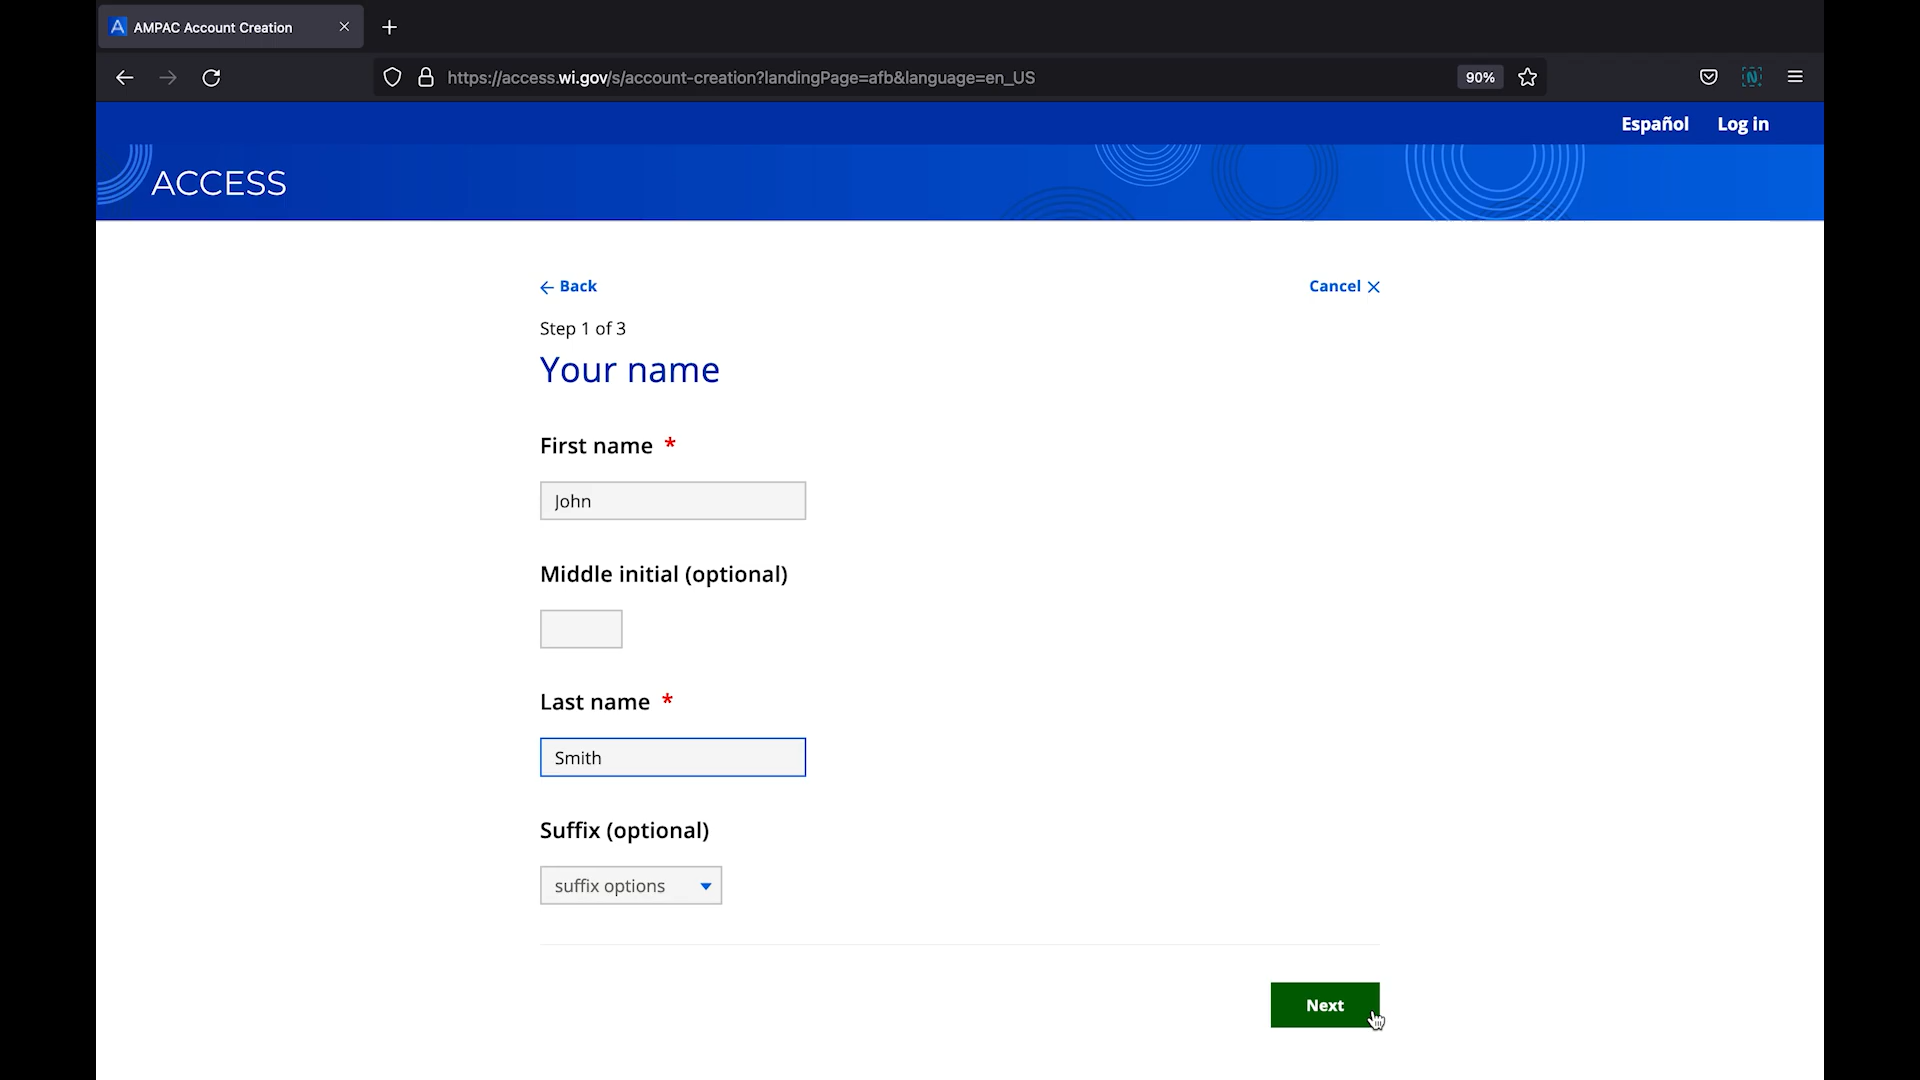 AMPAC Account Creation
https://access.wi.gov/s/account-creation?landingPage=afb&language=en_US
90%
Español
Log in
ACCESS
Back
Cancel
Step 1 of 3
Your name
First name *
John
Middle initial (optional)
Last name *
Smith
Suffix (optional)
suffix options
Next